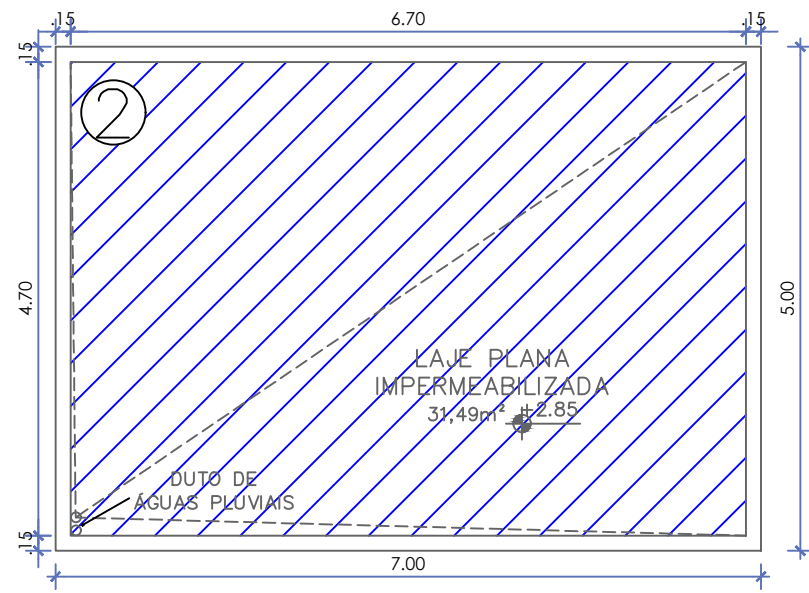 .15
6.70
.15
.15
2
4.70
5.00
LAJE PLANA
IMPERMEABILIZADA
31,49m² +2.85
DUTO DE
ÁGUAS PLUVIAIS
.15
7.00